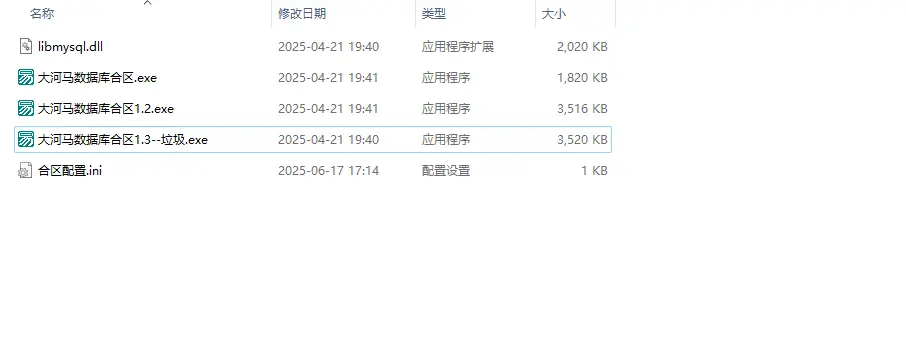 名称 修改日期 类型 大小
libmysql.dll 2025-04-21 19:40 应用程序扩展 2,020 KB
大河马数据库合区.exe 2025-04-21 19:41 应用程序 1,820 KB
大河马数据库合区1.2.exe 2025-04-21 19:41 应用程序 3,516 KB
大河马数据库合区1.3--垃圾.exe 2025-04-21 19:40 应用程序 3,520 KB
合区配置.ini 2025-06-17 17:14 配置设置 1 KB